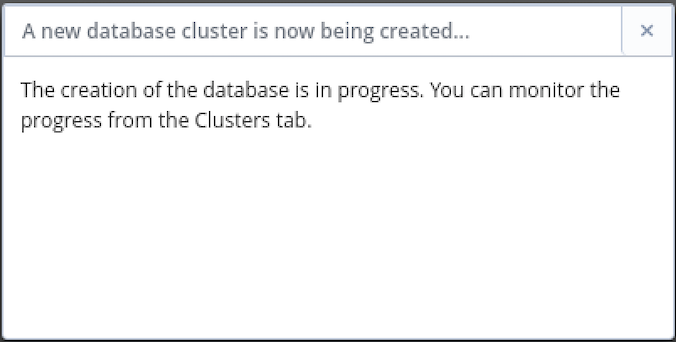 A new database cluster is now being created...
The creation of the database is in progress. You can monitor the
progress from the Clusters tab.